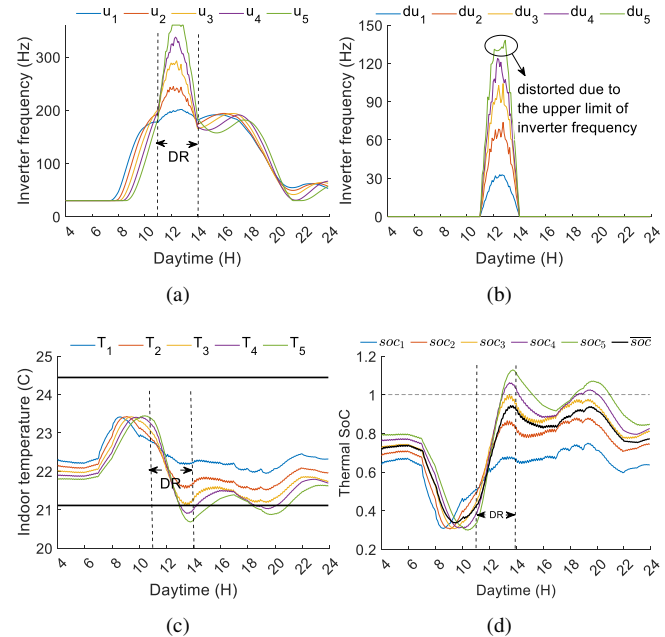 u1 u2 u3 u4 u5
Inverter frequency (Hz)
300
200
100
0
DR
4 6 8 10 12 14 16 18 20 22 24
Daytime (H)
(a)
du1 du2 du3 du4 du5
Inverter frequency (Hz)
150
120
90
60
30
0
distorted due to
the upper limit of
inverter frequency
4 6 8 10 12 14 16 18 20 22 24
Daytime (H)
(b)
T1 T2 T3 T4 T5
Indoor temperature (C)
25
24
23
22
21
20
DR
4 6 8 10 12 14 16 18 20 22 24
Daytime (H)
(c)
soc1 soc2 soc3 soc4 soc5 soc
Thermal SoC
1.2
1
0.8
0.6
0.4
0.2
DR
4 6 8 10 12 14 16 18 20 22 24
Daytime (H)
(d)